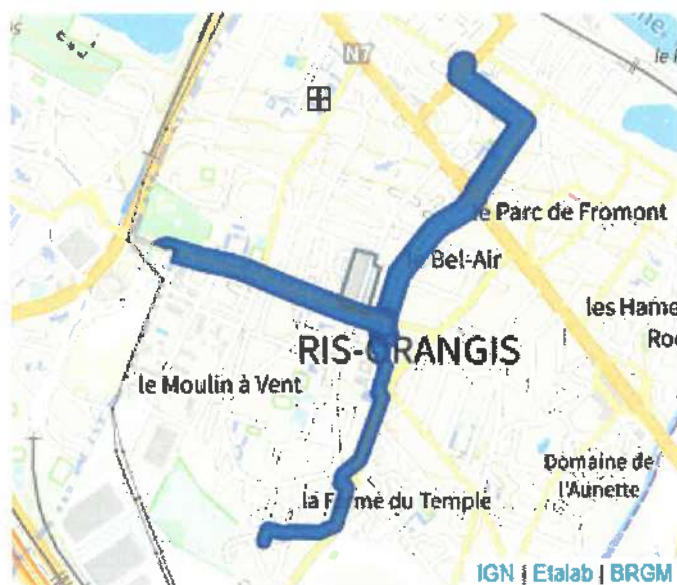 N7
le Parc de Fromont
le Bel-Air
les Hame
Ro
RIS-ORANGIS
le Moulin à Vent
Domaine de
l'Aunette
la Ferme du Temple
IGN | Etalab | BRGM